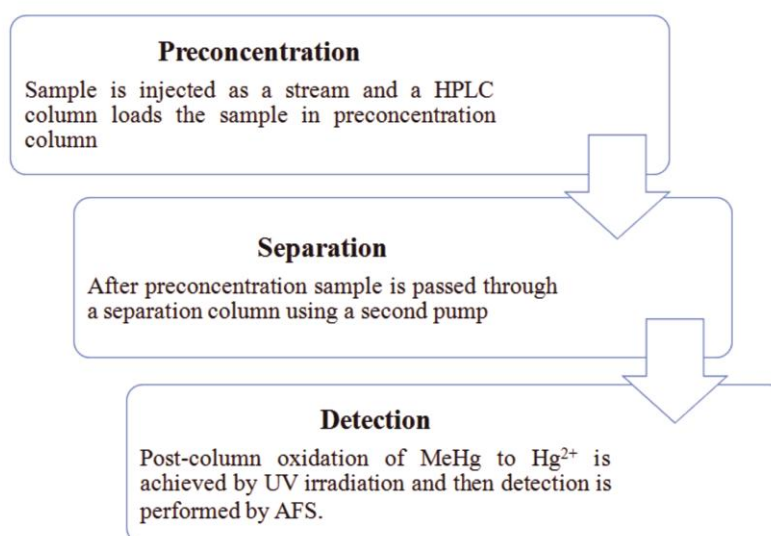 Preconcentration
Sample is injected as a stream and a HPLC
column loads the sample in preconcentration
column
Separation
After preconcentration sample is passed through
a separation column using a second pump
Detection
Post-column oxidation of MeHg to Hg²⁺ is
achieved by UV irradiation and then detection is
performed by AFS.